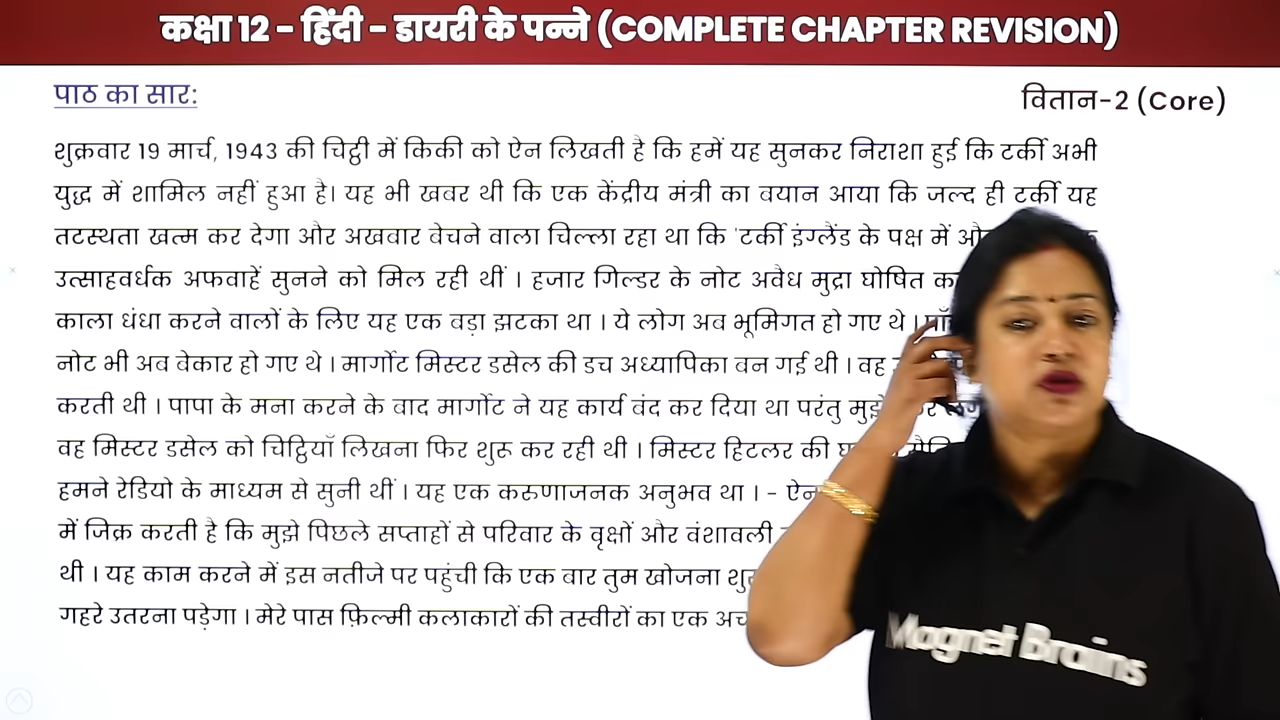 कक्षा 12 - हिंदी - डायरी के पन्ने (COMPLETE CHAPTER REVISION)
पाठ का सार:
वितान-2 (Core)
शुक्रवार 19 मार्च, 1943 की चिट्ठी में किकी को ऐन लिखती है कि हमें यह सुनकर निराशा हुई कि टर्की अभी
युद्ध में शामिल नहीं हुआ है। यह भी खबर थी कि एक केंद्रीय मंत्री का बयान आया कि जल्द ही टर्की यह
तटस्थता खत्म कर देगा और अखबार बेचने वाला चिल्ला रहा था कि 'टर्की इंग्लैंड के पक्ष में
उत्साहवर्धक अफवाहें सुनने को मिल रही थीं । हजार गिल्डर के नोट अवैध मुद्रा घोषित
काला धंधा करने वालों के लिए यह एक बड़ा झटका था । ये लोग अब भूमिगत हो गए थे ।
नोट भी अब बेकार हो गए थे । मार्गोट मिस्टर डसेल की डच अध्यापिका बन गई थी । वह
करती थी । पापा के मना करने के बाद मार्गोट ने यह कार्य बंद कर दिया था परंतु
वह मिस्टर डसेल को चिट्ठियाँ लिखना फिर शुरू कर रही थी । मिस्टर हिटलर की
हमने रेडियो के माध्यम से सुनी थीं । यह एक करुणाजनक अनुभव था । - ऐन
में जिक्र करती है कि मुझे पिछले सप्ताहों से परिवार के वृक्षों और वंशावली
थी । यह काम करने में इस नतीजे पर पहुंची कि एक बार तुम खोजना
गहरे उतरना पड़ेगा । मेरे पास फ़िल्मी कलाकारों की तस्वीरों का एक
Magnet Brains